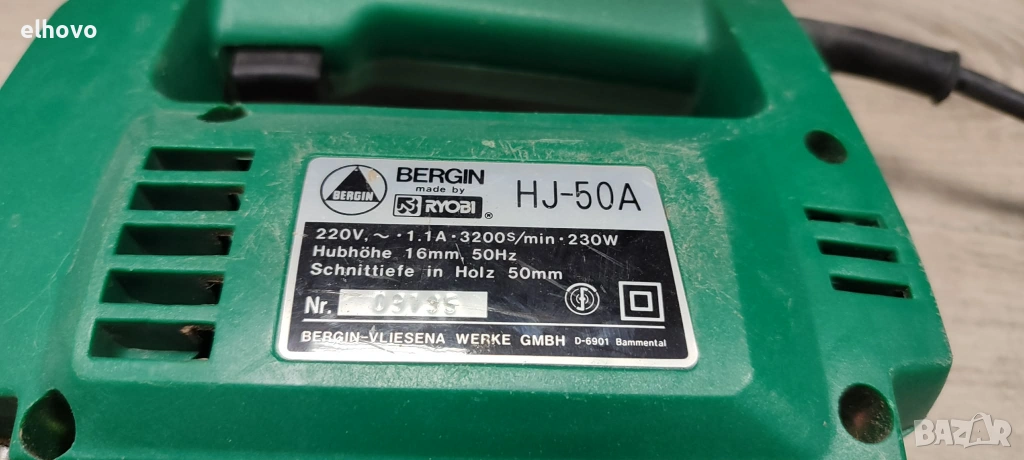 elhovo
BERGIN
BERGIN
made by
RYOBI ®
HJ-50A
220V, ~ · 1.1A · 3200S/min · 230W
Hubhöhe 16mm, 50Hz
Schnittiefe in Holz 50mm
Nr.
BERGIN-VLIESENA WERKE GMBH D-6901 Bammental
BAZAR